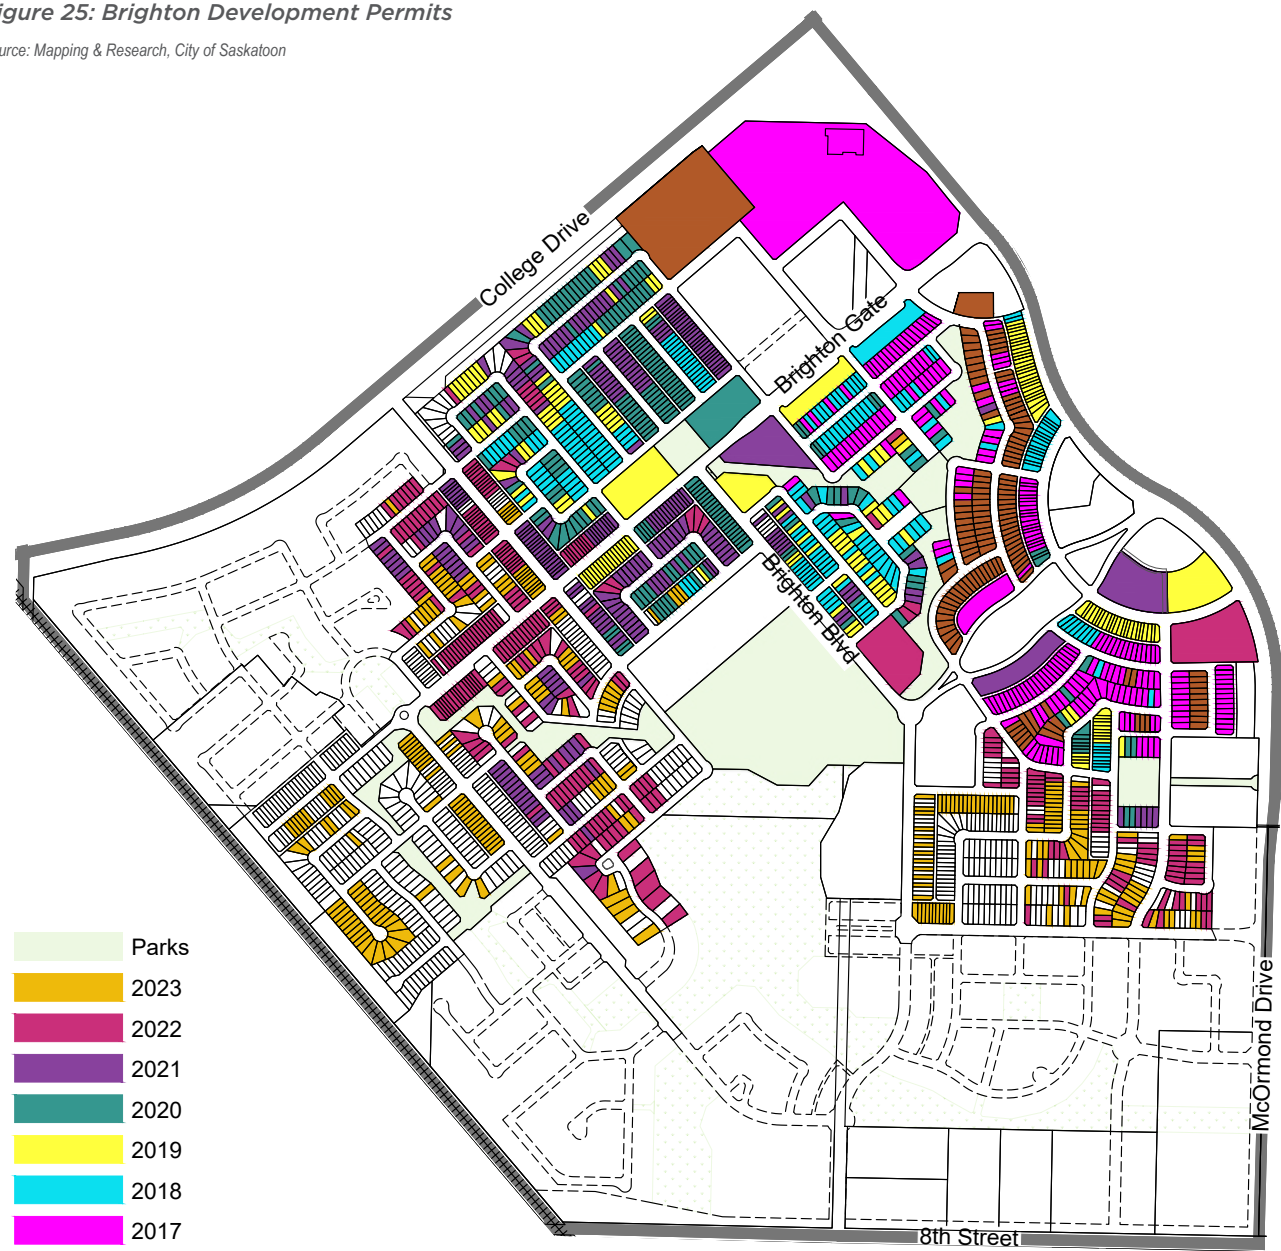 igure 25: Brighton Development Permits
urce: Mapping & Research, City of Saskatoon
College Drive
Brighton Gate
Brighton Blvd
McOrmond Drive
8th Street
Parks
2023
2022
2021
2020
2019
2018
2017